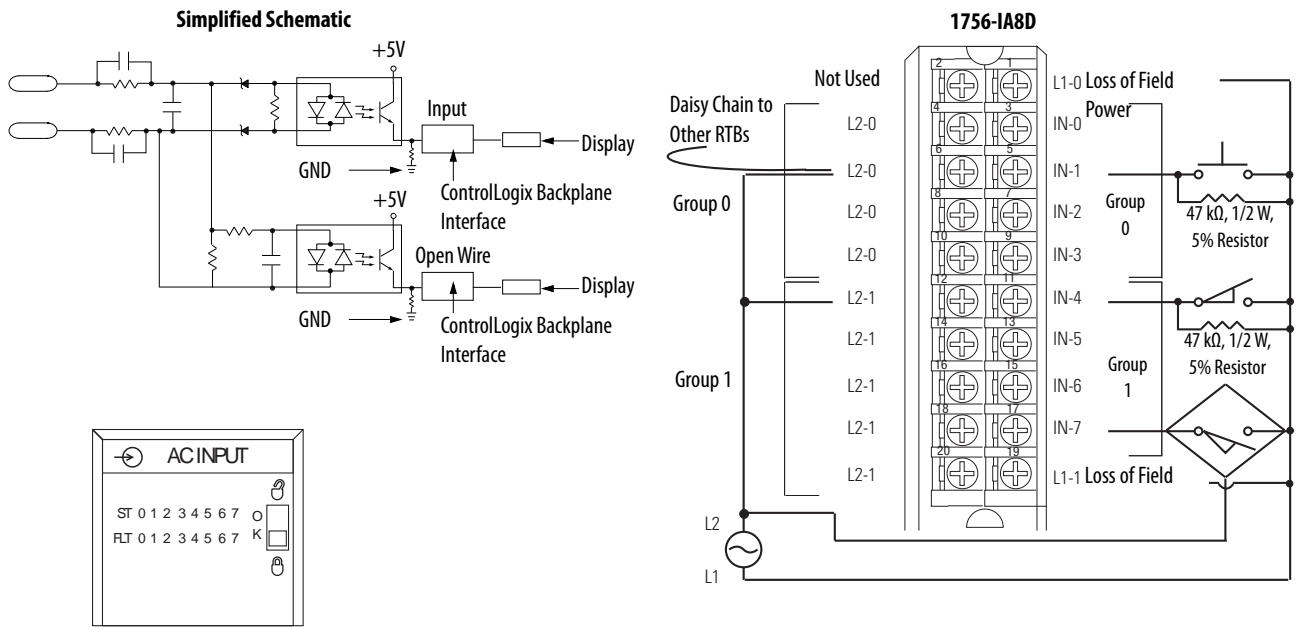 Simplified Schematic
+5V
Input
Display
GND
ControlLogix Backplane
Interface
+5V
Open Wire
Display
GND
ControlLogix Backplane
Interface
AC INPUT
ST 0 1 2 3 4 5 6 7
FLT 0 1 2 3 4 5 6 7
O
K
1756-IA8D
Not Used
Daisy Chain to
Other RTBs
L2-0
L2-0
Group 0
L2-0
L2-0
L2-1
L2-1
Group 1
L2-1
L2-1
L2-1
L2
L1
2 1
4 3
6 5
8 7
10 9
12 11
14 13
16 15
18 17
20 19
L1-0 Loss of Field
Power
IN-0
IN-1
IN-2
IN-3
Group
0
47 kΩ, 1/2 W,
5% Resistor
IN-4
IN-5
IN-6
IN-7
Group
1
47 kΩ, 1/2 W,
5% Resistor
L1-1 Loss of Field